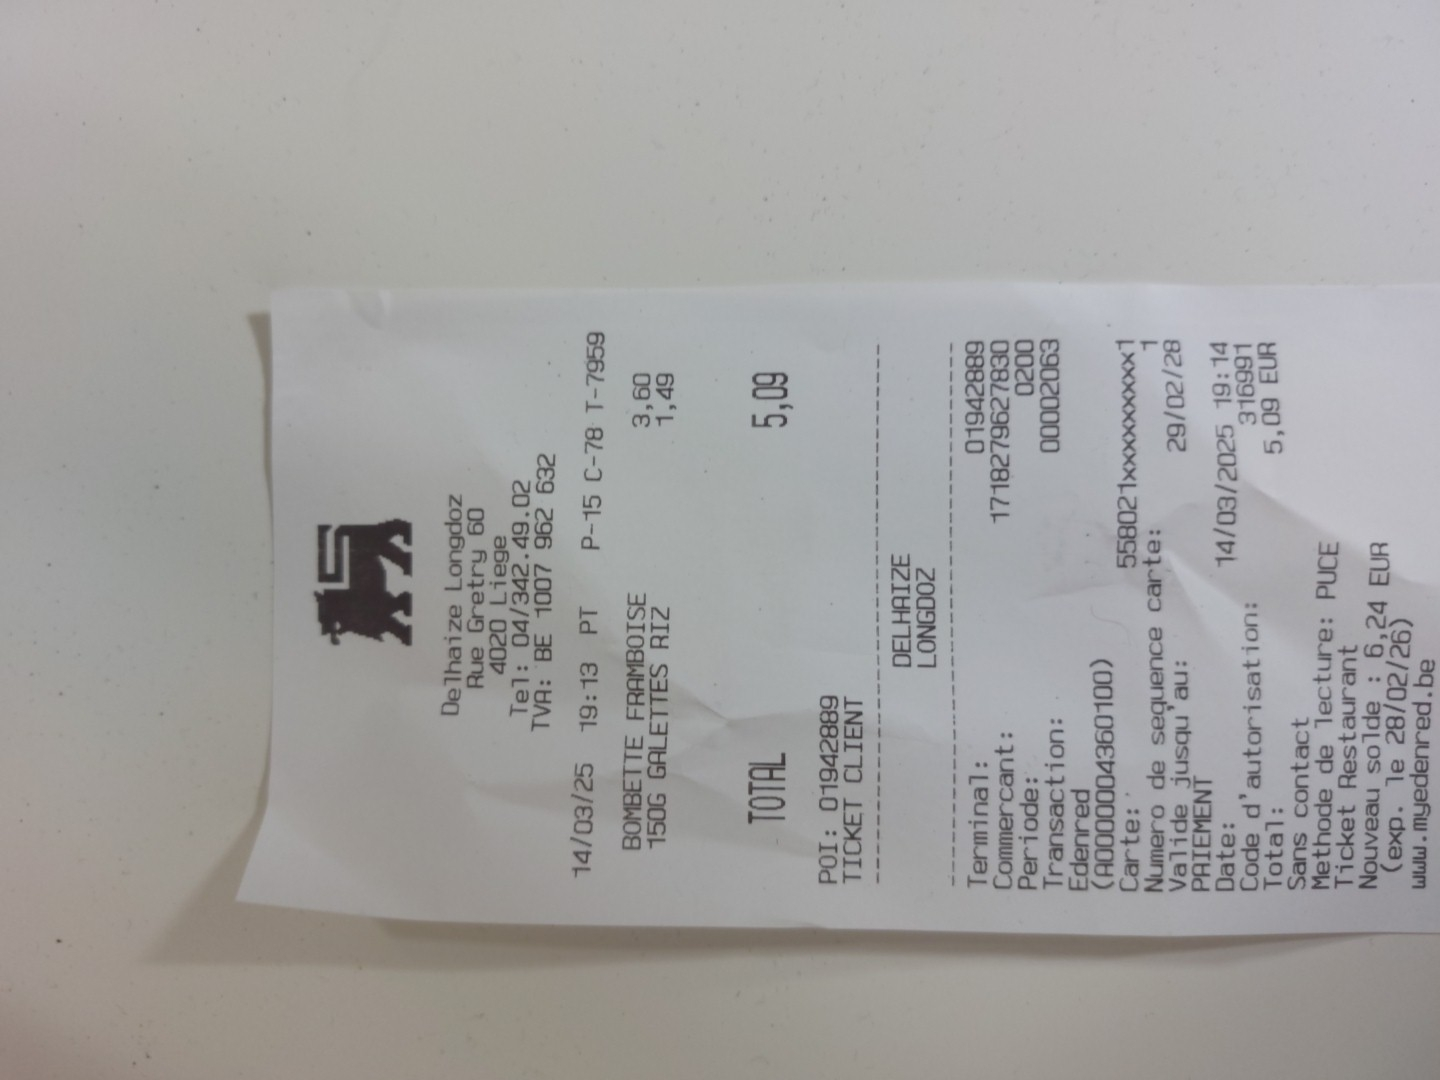 Delhaize Longdoz
Rue Gretry 60
4020 Liege
Tel: 04/342.49.02
TVA: BE 1007 962 632
14/03/25 19:13 PT P-15 C-78 T-7959
BOMBETTE FRAMBOISE 3,60
150G GALETTES RIZ 1,49
TOTAL 5,09
POI: 01942889
TICKET CLIENT
--------------------------------
DELHAIZE
LONGDOZ
--------------------------------
Terminal: 01942889
Commercant: 1718279627830
Periode: 0200
Transaction: 00002063
Edenred
(A0000004360100)
Carte: 558021xxxxxxxxx1
Numero de sequence carte: 1
Valide jusqu'au: 29/02/28
PAIEMENT
Date: 14/03/2025 19:14
Code d'autorisation: 316991
Total: 5,09 EUR
Sans contact
Methode de lecture: PUCE
Ticket Restaurant
Nouveau solde : 6,24 EUR
(exp. le 28/02/26)
www.myedenred.be